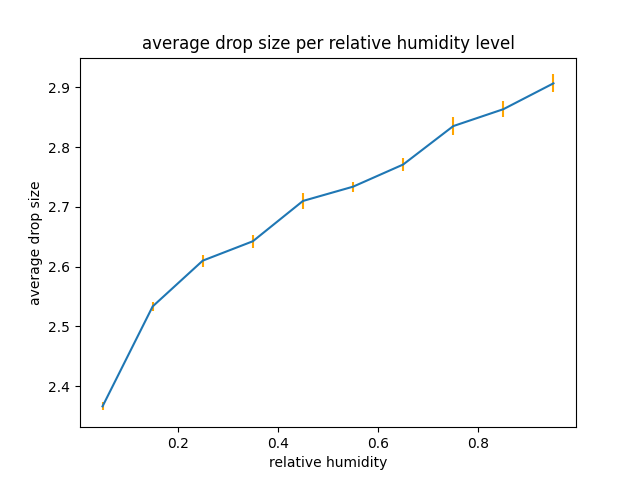 average drop size per relative humidity level
2.9
2.8
2.7
2.6
2.5
2.4
average drop size
0.2 0.4 0.6 0.8
relative humidity